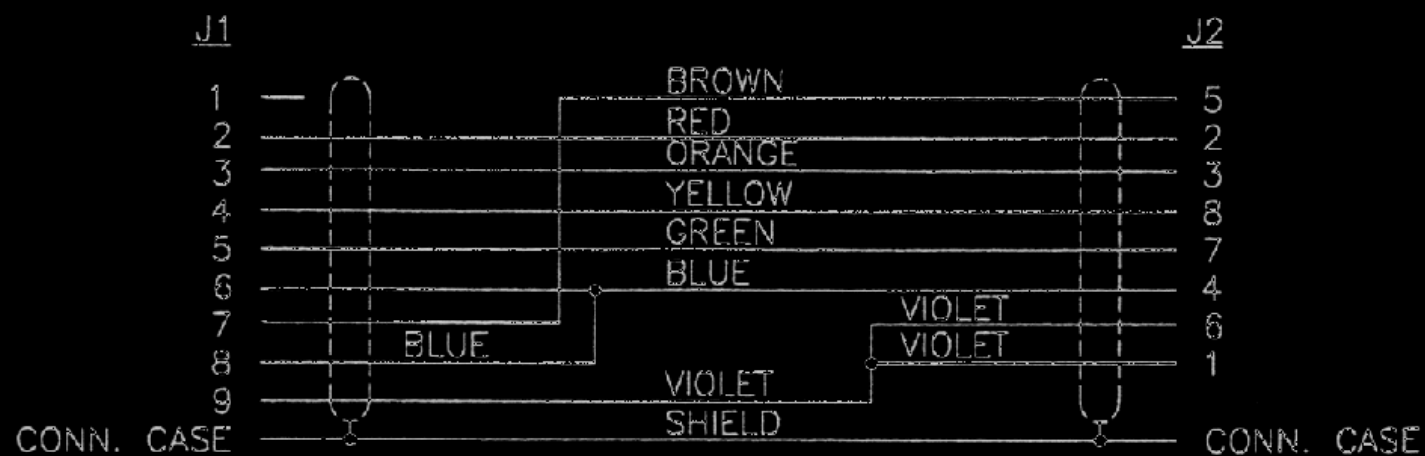 J1 J2
1 BROWN 5
2 RED 2
3 ORANGE 3
4 YELLOW 8
5 GREEN 7
6 BLUE 4
7 VIOLET 6
8 BLUE VIOLET 1
9 VIOLET
CONN. CASE SHIELD CONN. CASE